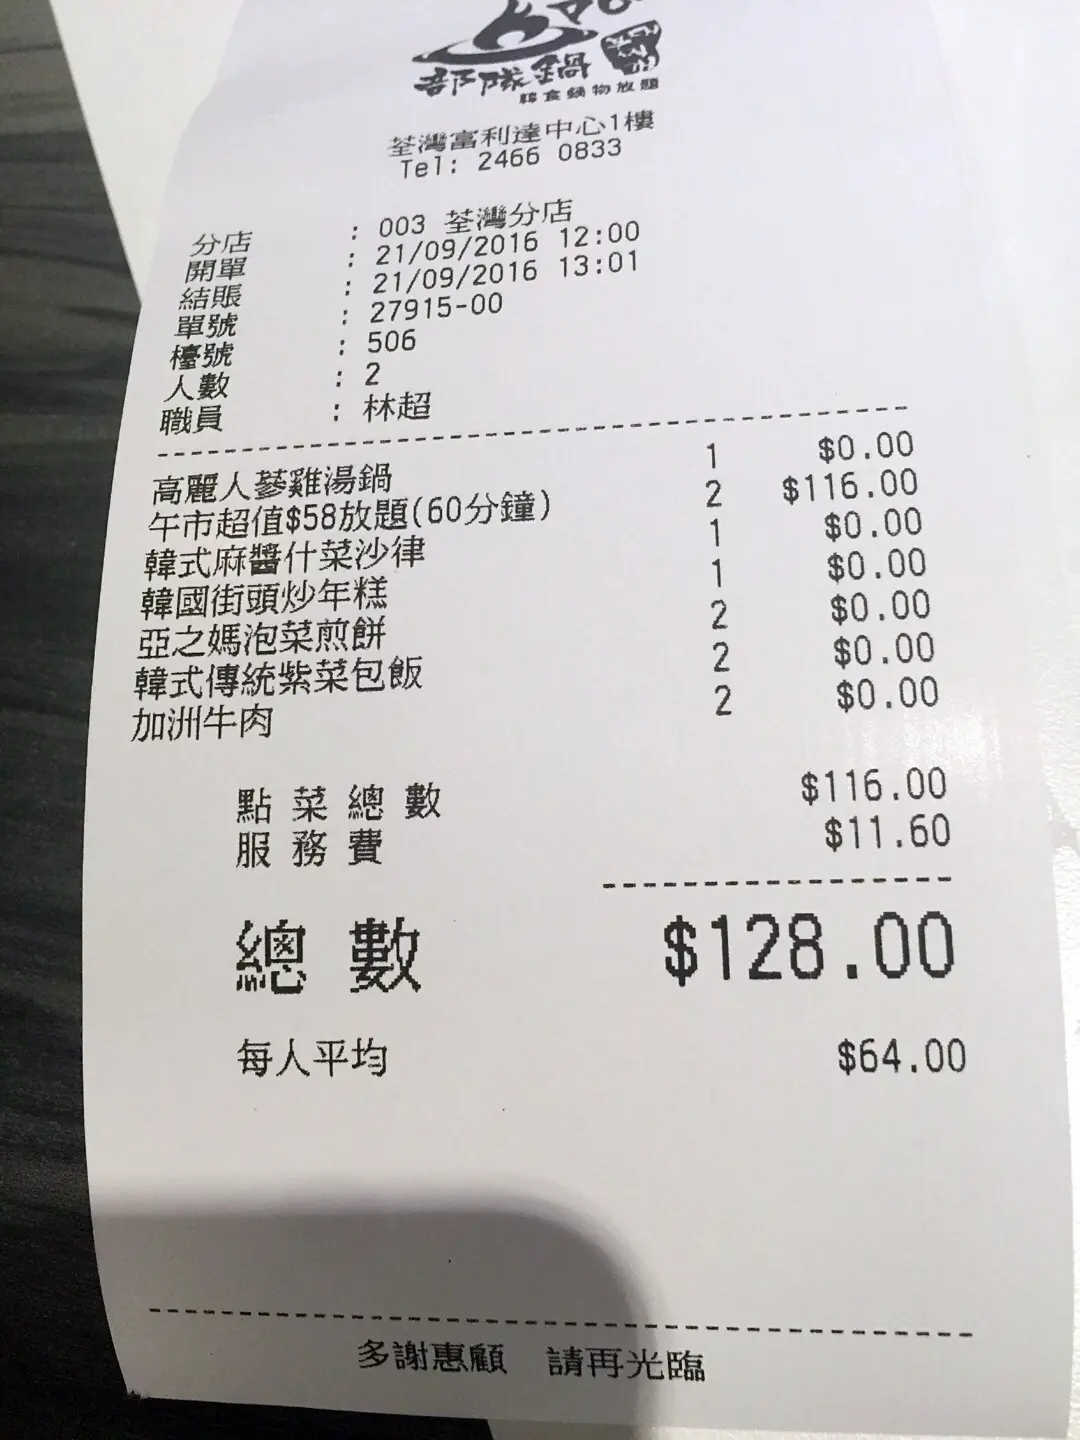 部隊鍋
韓食鍋物放題
荃灣富利達中心1樓
Tel: 2466 0833
分店 : 003 荃灣分店
開單 : 21/09/2016 12:00
結賬 : 21/09/2016 13:01
單號 : 27915-00
檯號 : 506
人數 : 2
職員 : 林超
高麗人蔘雞湯鍋 1 $0.00
午市超值$58放題(60分鐘) 2 $116.00
韓式麻醬什菜沙律 1 $0.00
韓國街頭炒年糕 1 $0.00
亞之媽泡菜煎餅 2 $0.00
韓式傳統紫菜包飯 2 $0.00
加洲牛肉 2 $0.00
點菜總數 $116.00
服務費 $11.60
總數 $128.00
每人平均 $64.00
多謝惠顧 請再光臨